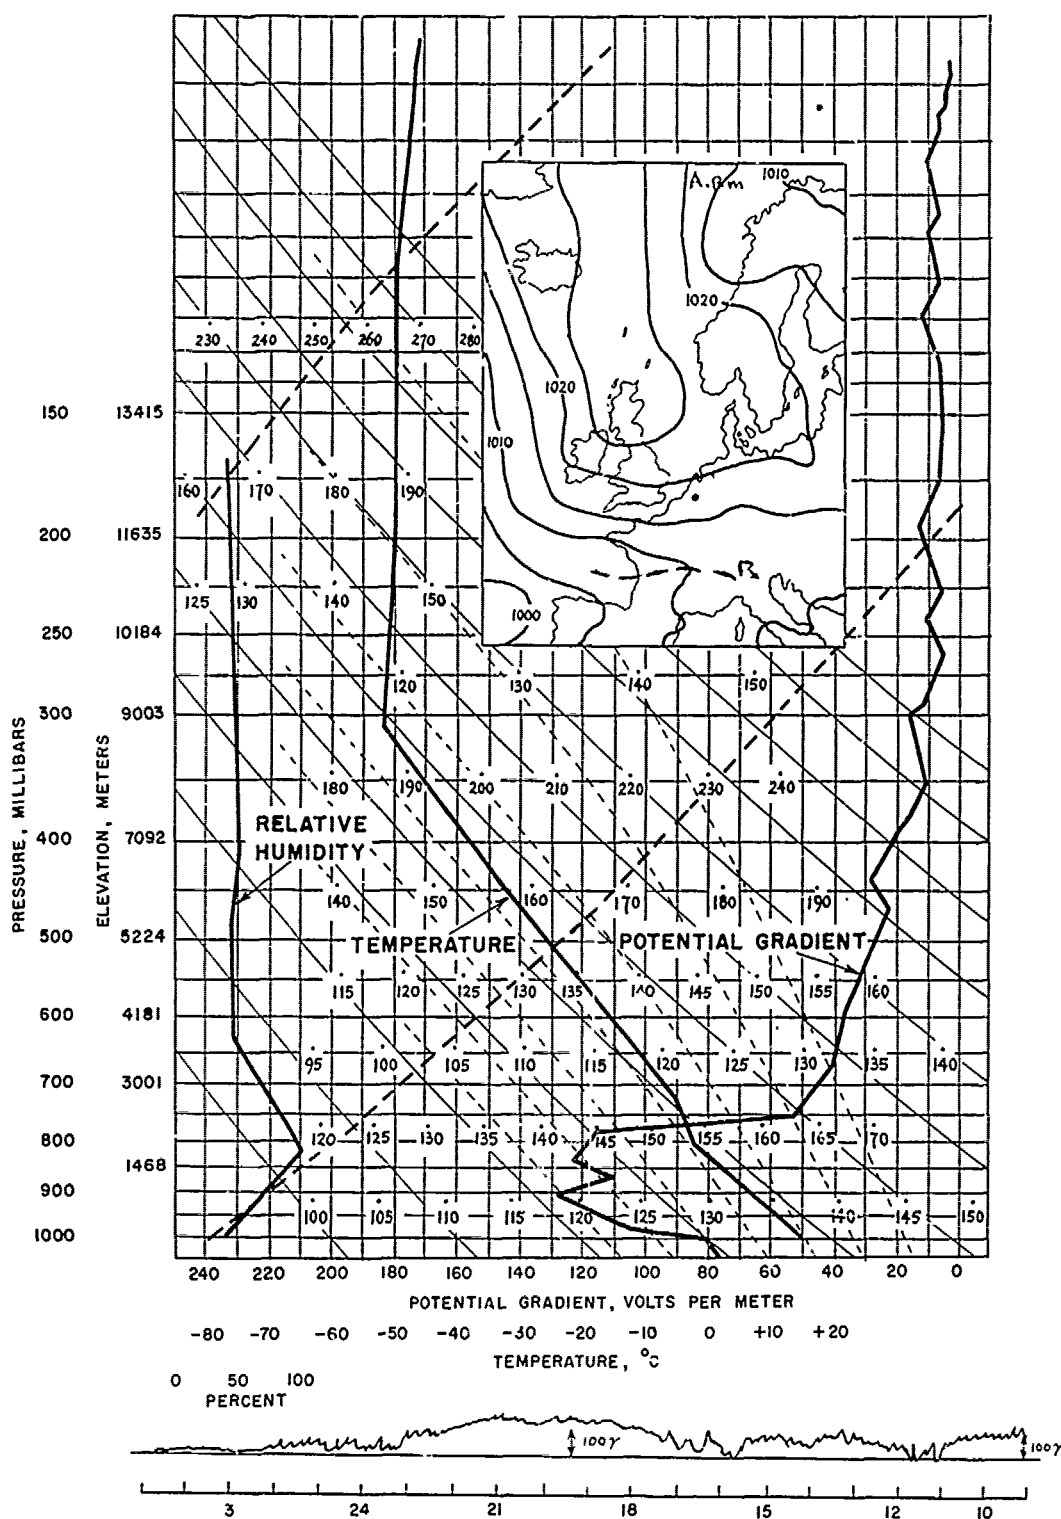 A.M.
1010
1020
1020
1010
1000
230 240 250 260 270 280
150 13415
160 170 180 190
200 11635
125 130 140 150
250 10184
120 130 140 150
300 9003
180 190 200 210 220 230 240
RELATIVE
HUMIDITY
400 7092
140 150 160 170 180 190
500 5224
TEMPERATURE
POTENTIAL GRADIENT
115 120 125 130 135 140 145 150 155 160
600 4181
95 100 105 110 115 120 125 130 135 140
700 3001
120 125 130 135 140 145 150 155 160 165 170
800
1468
900
100 105 110 115 120 125 130 140 145 150
1000
PRESSURE, MILLIBARS
ELEVATION, METERS
240 220 200 180 160 140 120 100 80 60 40 20 0
POTENTIAL GRADIENT, VOLTS PER METER
-80 -70 -60 -50 -40 -30 -20 -10 0 +10 +20
TEMPERATURE, °C
0 50 100
PERCENT
100γ
100γ
3 24 21 18 15 12 10